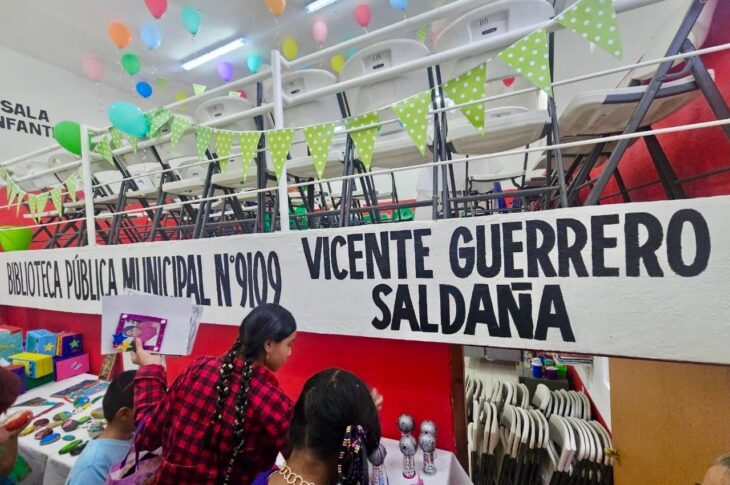 SALA
INFANT
BIBLIOTECA PÚBLICA MUNICIPAL N°9109
VICENTE GUERRERO
SALDAÑA